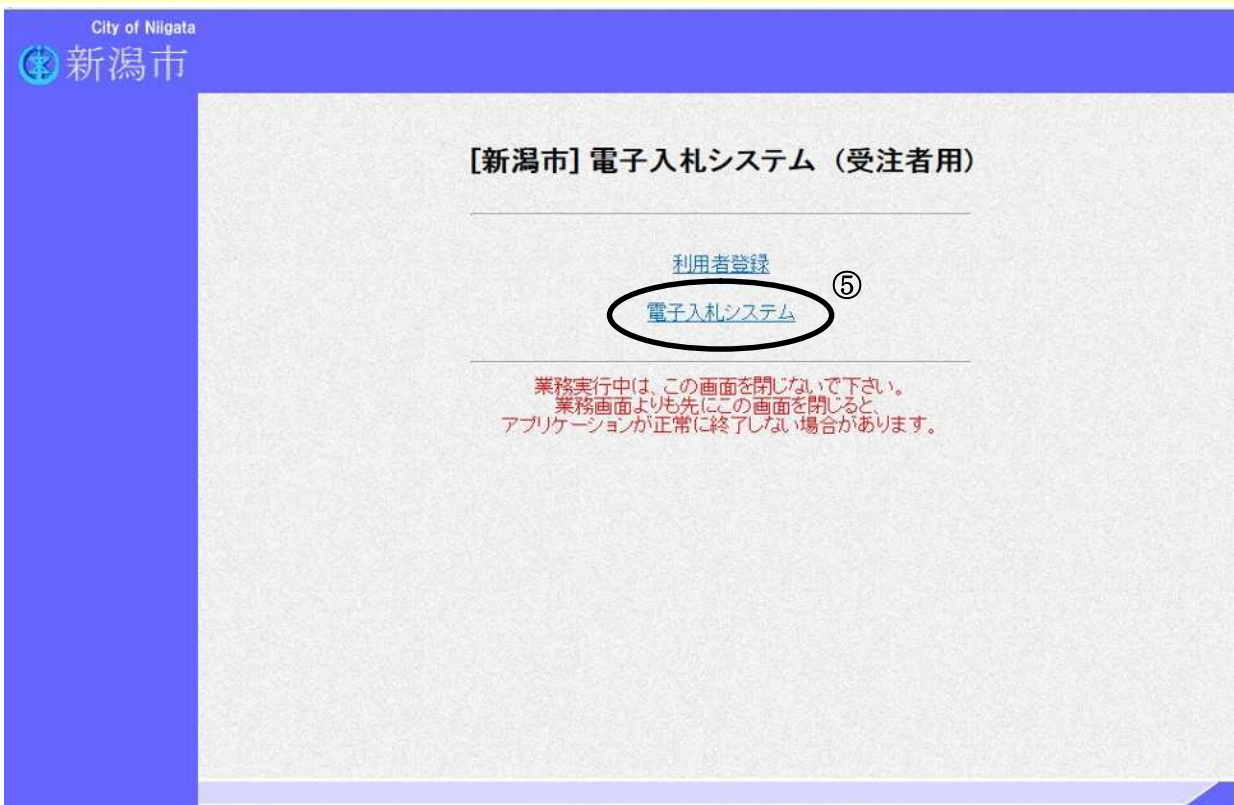 City of Niigata
新潟市
[新潟市] 電子入札システム（受注者用）
利用者登録
⑤
電子入札システム
業務実行中は、この画面を閉じないで下さい。
業務画面よりも先にこの画面を閉じると、
アプリケーションが正常に終了しない場合があります。